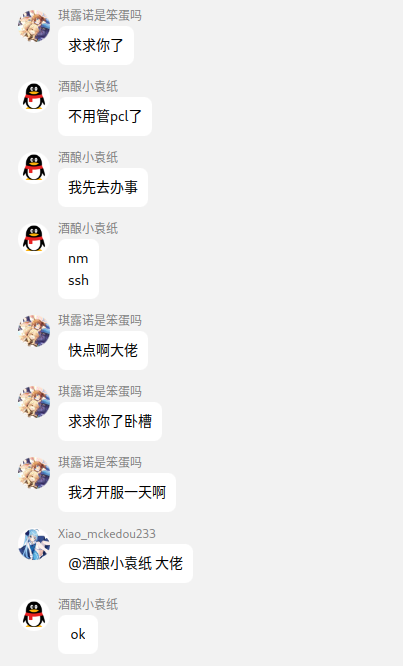 琪露诺是笨蛋吗
求求你了
酒酿小袁纸
不用管pcl了
酒酿小袁纸
我先去办事
酒酿小袁纸
nm
ssh
琪露诺是笨蛋吗
快点啊大佬
琪露诺是笨蛋吗
求求你了卧槽
琪露诺是笨蛋吗
我才开服一天啊
Xiao_mckedou233
@酒酿小袁纸 大佬
酒酿小袁纸
ok